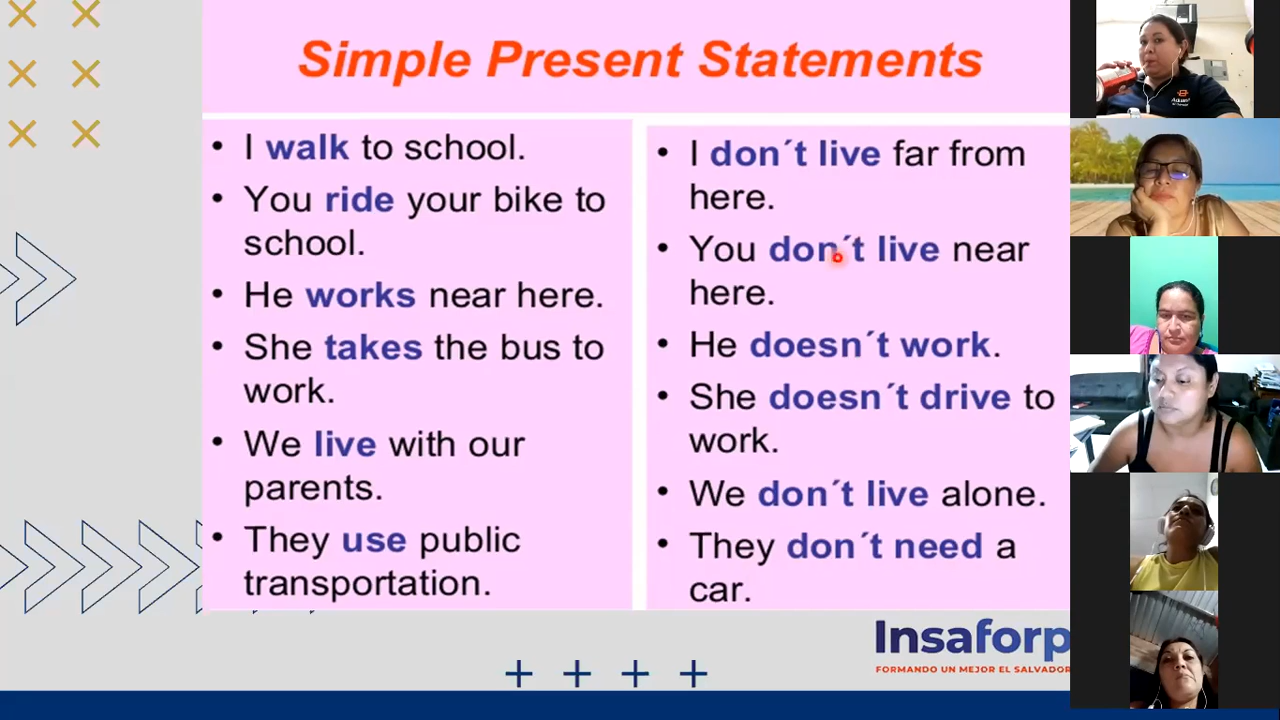 Simple Present Statements
• I walk to school.
• You ride your bike to
school.
• He works near here.
• She takes the bus to
work.
• We live with our
parents.
• They use public
transportation.
• I don´t live far from
here.
• You don´t live near
here.
• He doesn´t work.
• She doesn´t drive to
work.
• We don´t live alone.
• They don´t need a
car.
Insaforp
FORMANDO UN MEJOR EL SALVADOR